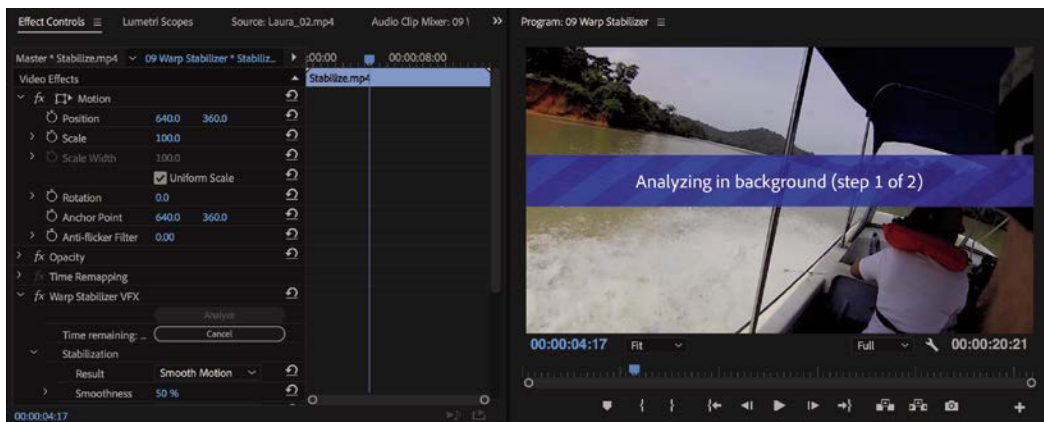 Effect Controls Lumetri Scopes Source: Laura_02.mp4 Audio Clip Mixer: 09 \ >>
Master * Stabilize.mp4 09 Warp Stabilizer * Stabiliz... :00:00 00:00:08:00
Video Effects Stabilize.mp4
fx Motion
Position 640.0 360.0
Scale 100.0
Scale Width 100.0
Uniform Scale
Rotation 0.0
Anchor Point 640.0 360.0
Anti-flicker Filter 0.00
fx Opacity
fx Time Remapping
fx Warp Stabilizer VFX
Analyze
Time remaining: ... Cancel
Stabilization
Result Smooth Motion
Smoothness 50 %
00:00:04:17
Program: 09 Warp Stabilizer
Analyzing in background (step 1 of 2)
00:00:04:17 Fit Full 00:00:20:21